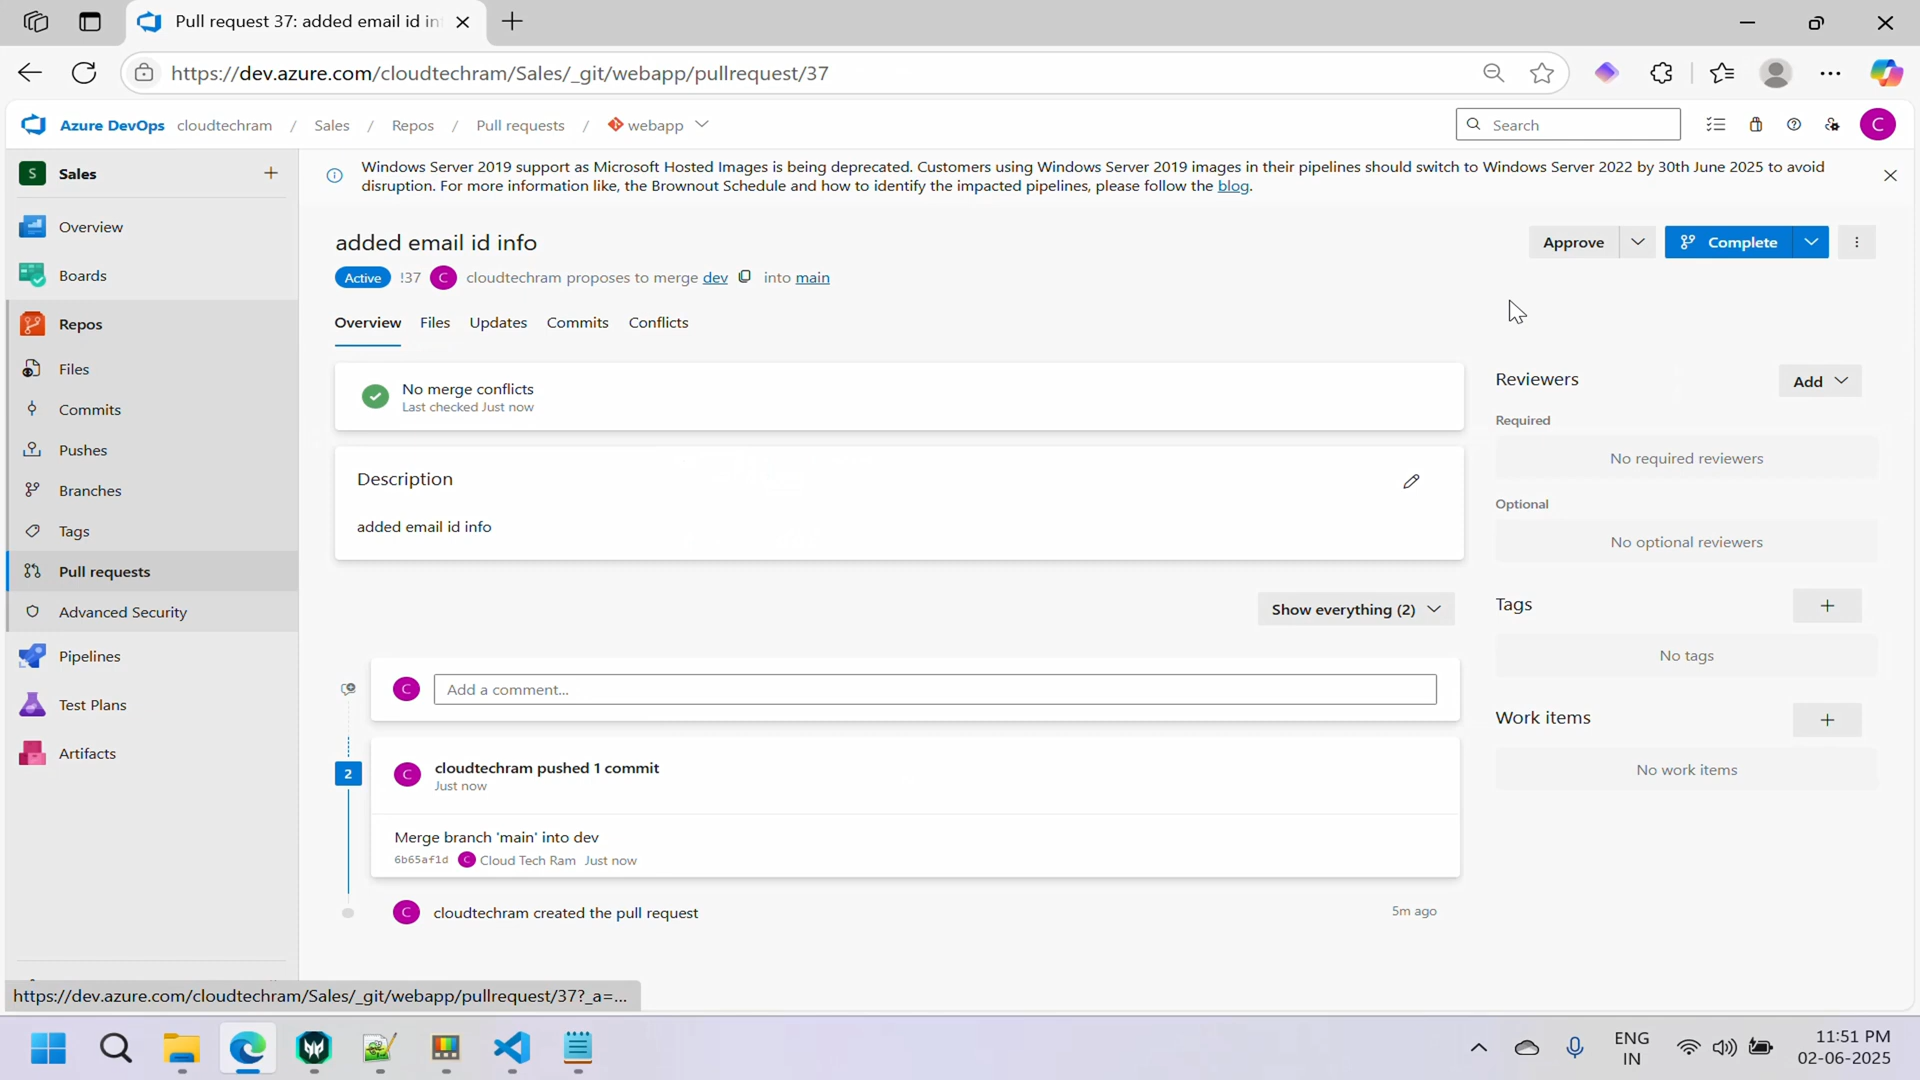 Pull request 37: added email id in
https://dev.azure.com/cloudtechram/Sales/_git/webapp/pullrequest/37
Azure DevOps cloudtechram / Sales / Repos / Pull requests / webapp
Search
C
S Sales
Windows Server 2019 support as Microsoft Hosted Images is being deprecated. Customers using Windows Server 2019 images in their pipelines should switch to Windows Server 2022 by 30th June 2025 to avoid
disruption. For more information like, the Brownout Schedule and how to identify the impacted pipelines, please follow the blog.
Overview
Boards
Repos
Files
Commits
Pushes
Branches
Tags
Pull requests
Advanced Security
Pipelines
Test Plans
Artifacts
added email id info
Approve
Complete
Active !37 C cloudtechram proposes to merge dev into main
Overview Files Updates Commits Conflicts
No merge conflicts
Last checked Just now
Description
added email id info
Show everything (2)
C Add a comment...
2 C cloudtechram pushed 1 commit
Just now
Merge branch 'main' into dev
6b65af1d C Cloud Tech Ram Just now
C cloudtechram created the pull request 5m ago
Reviewers Add
Required
No required reviewers
Optional
No optional reviewers
Tags
No tags
Work items
No work items
https://dev.azure.com/cloudtechram/Sales/_git/webapp/pullrequest/37?_a=...
ENG
IN
11:51 PM
02-06-2025